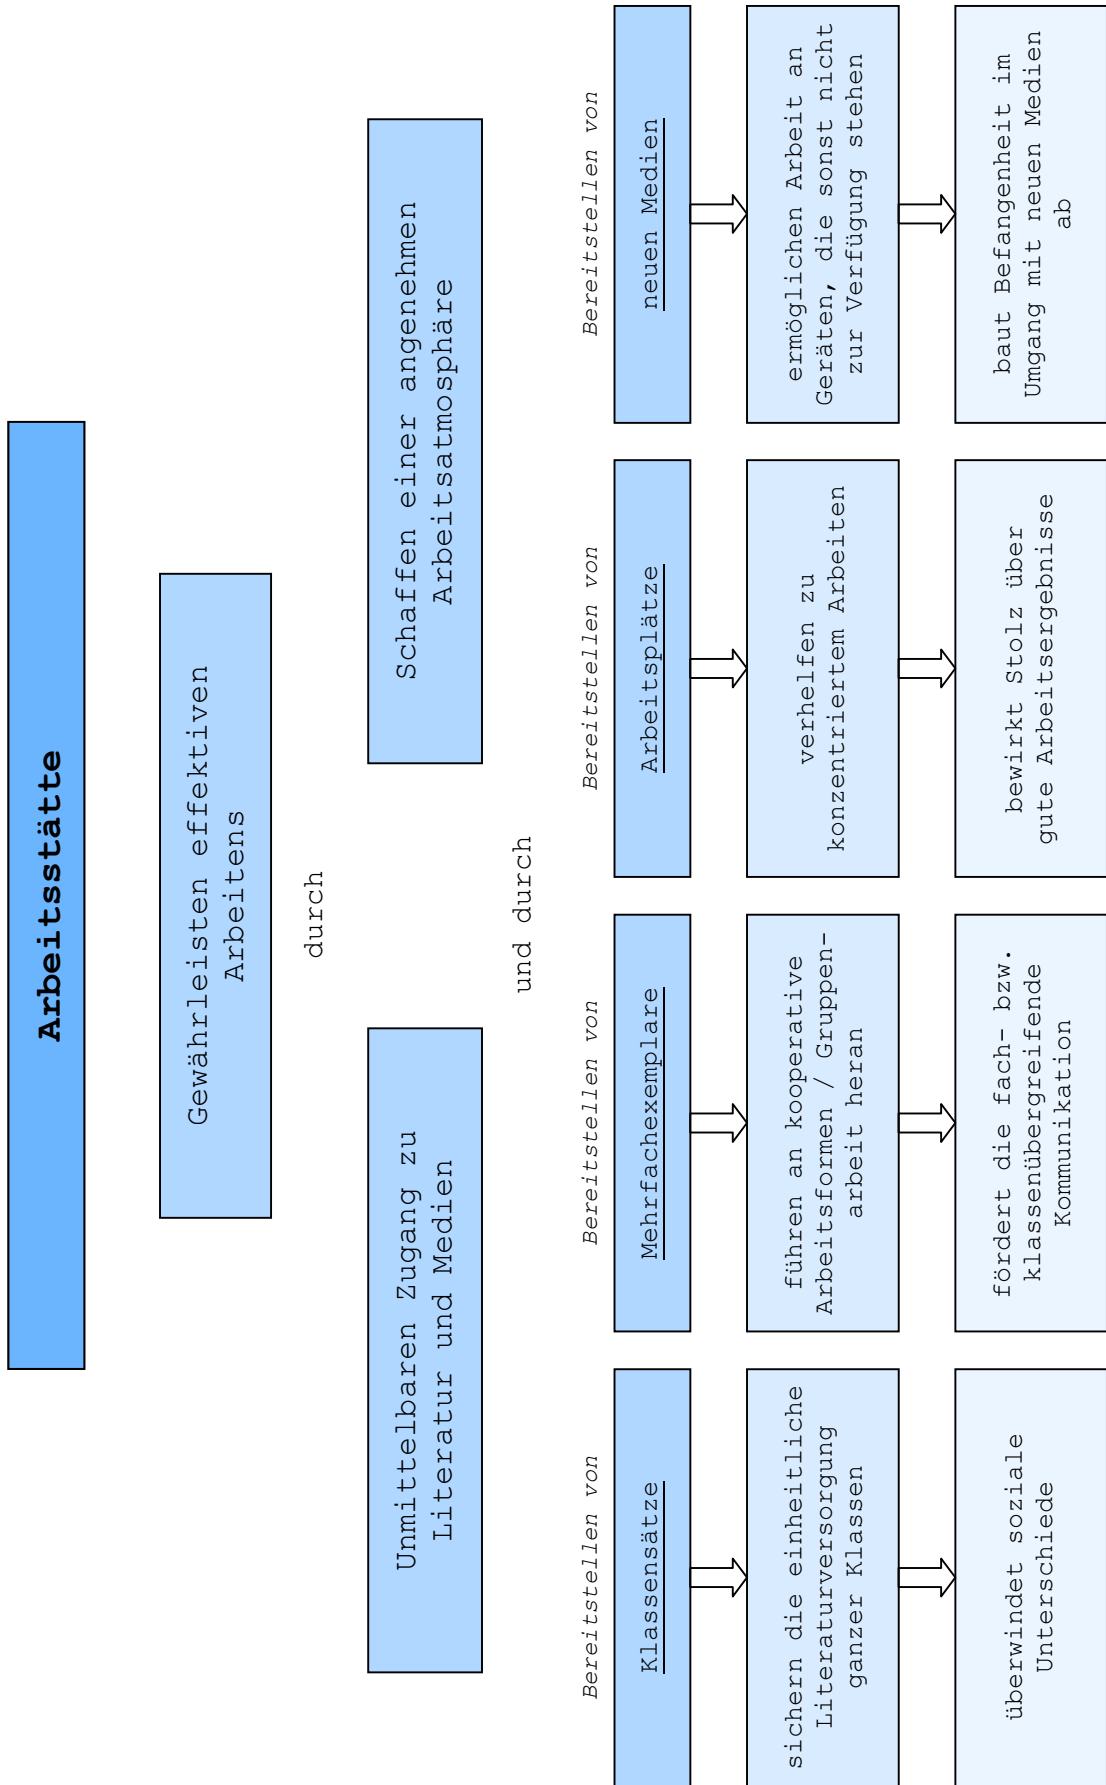 Arbeitsstätte
Gewährleisten effektiven
Arbeitens
durch
Unmittelbaren Zugang zu
Literatur und Medien
Schaffen einer angenehmen
Arbeitsatmosphäre
und durch
Bereitstellen von
Klassensätze
sichern die einheitliche
Literaturversorgung
ganzer Klassen
überwindet soziale
Unterschiede
Bereitstellen von
Mehrfachexemplare
führen an kooperative
Arbeitsformen / Gruppen-
arbeit heran
fördert die fach- bzw.
klassenübergreifende
Kommunikation
Bereitstellen von
Arbeitsplätze
verhelfen zu
konzentriertem Arbeiten
bewirkt Stolz über
gute Arbeitsergebnisse
Bereitstellen von
neuen Medien
ermöglichen Arbeit an
Geräten, die sonst nicht
zur Verfügung stehen
baut Befangenheit im
Umgang mit neuen Medien
ab